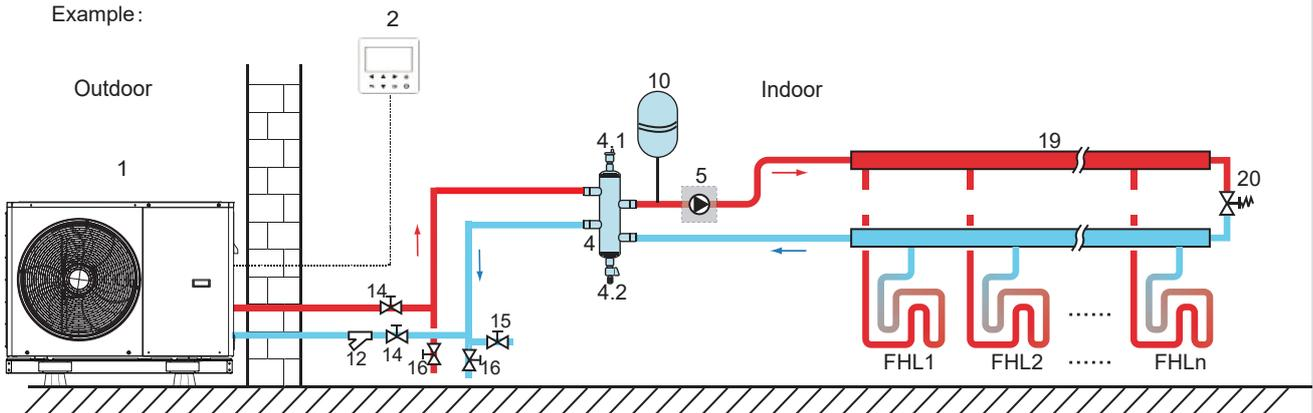 Example:
2
Outdoor
10
Indoor
4.1
19
1
5
20
4
4.2
14
15
12
14
16
16
......
FHL1
FHL2
......
FHLn